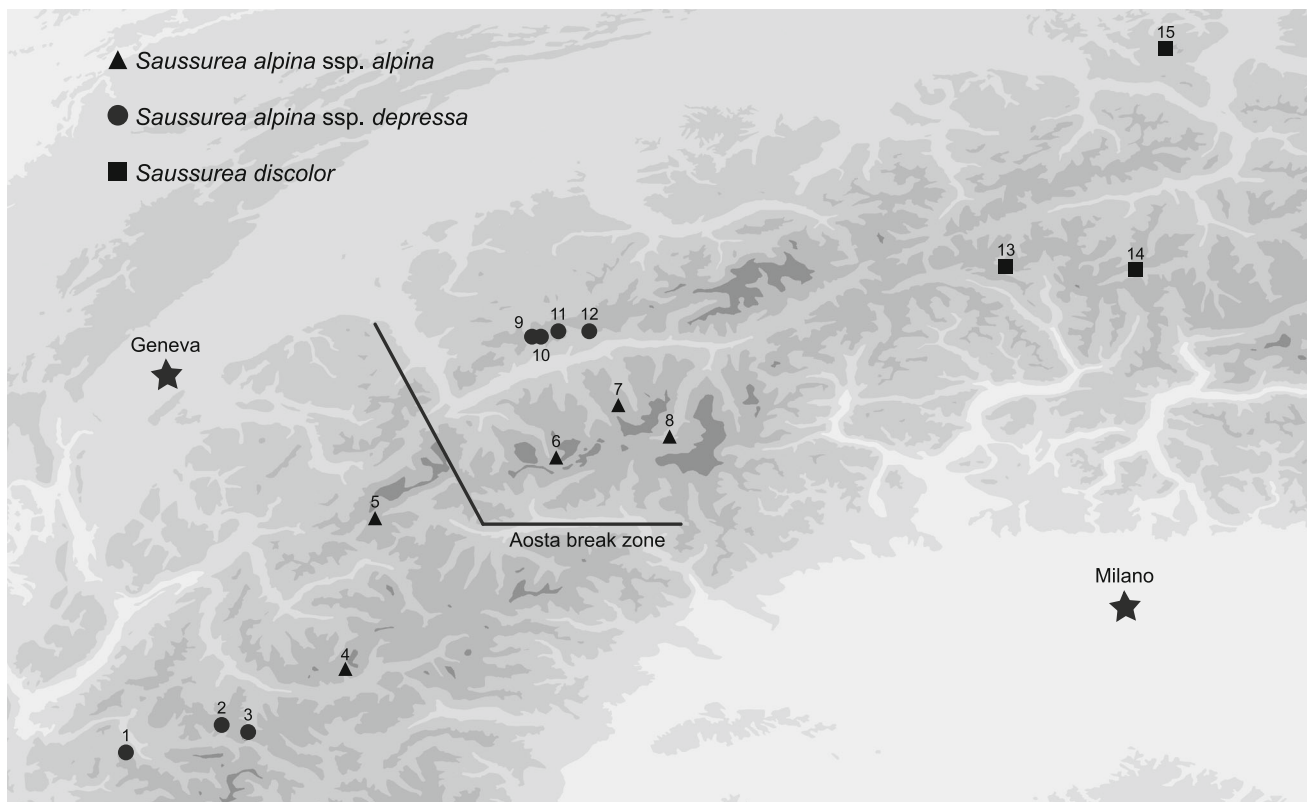 15
Saussurea alpina ssp. alpina
Saussurea alpina ssp. depressa
Saussurea discolor
13
14
9
11
12
10
Geneva
7
8
6
5
Aosta break zone
Milano
4
2
3
1